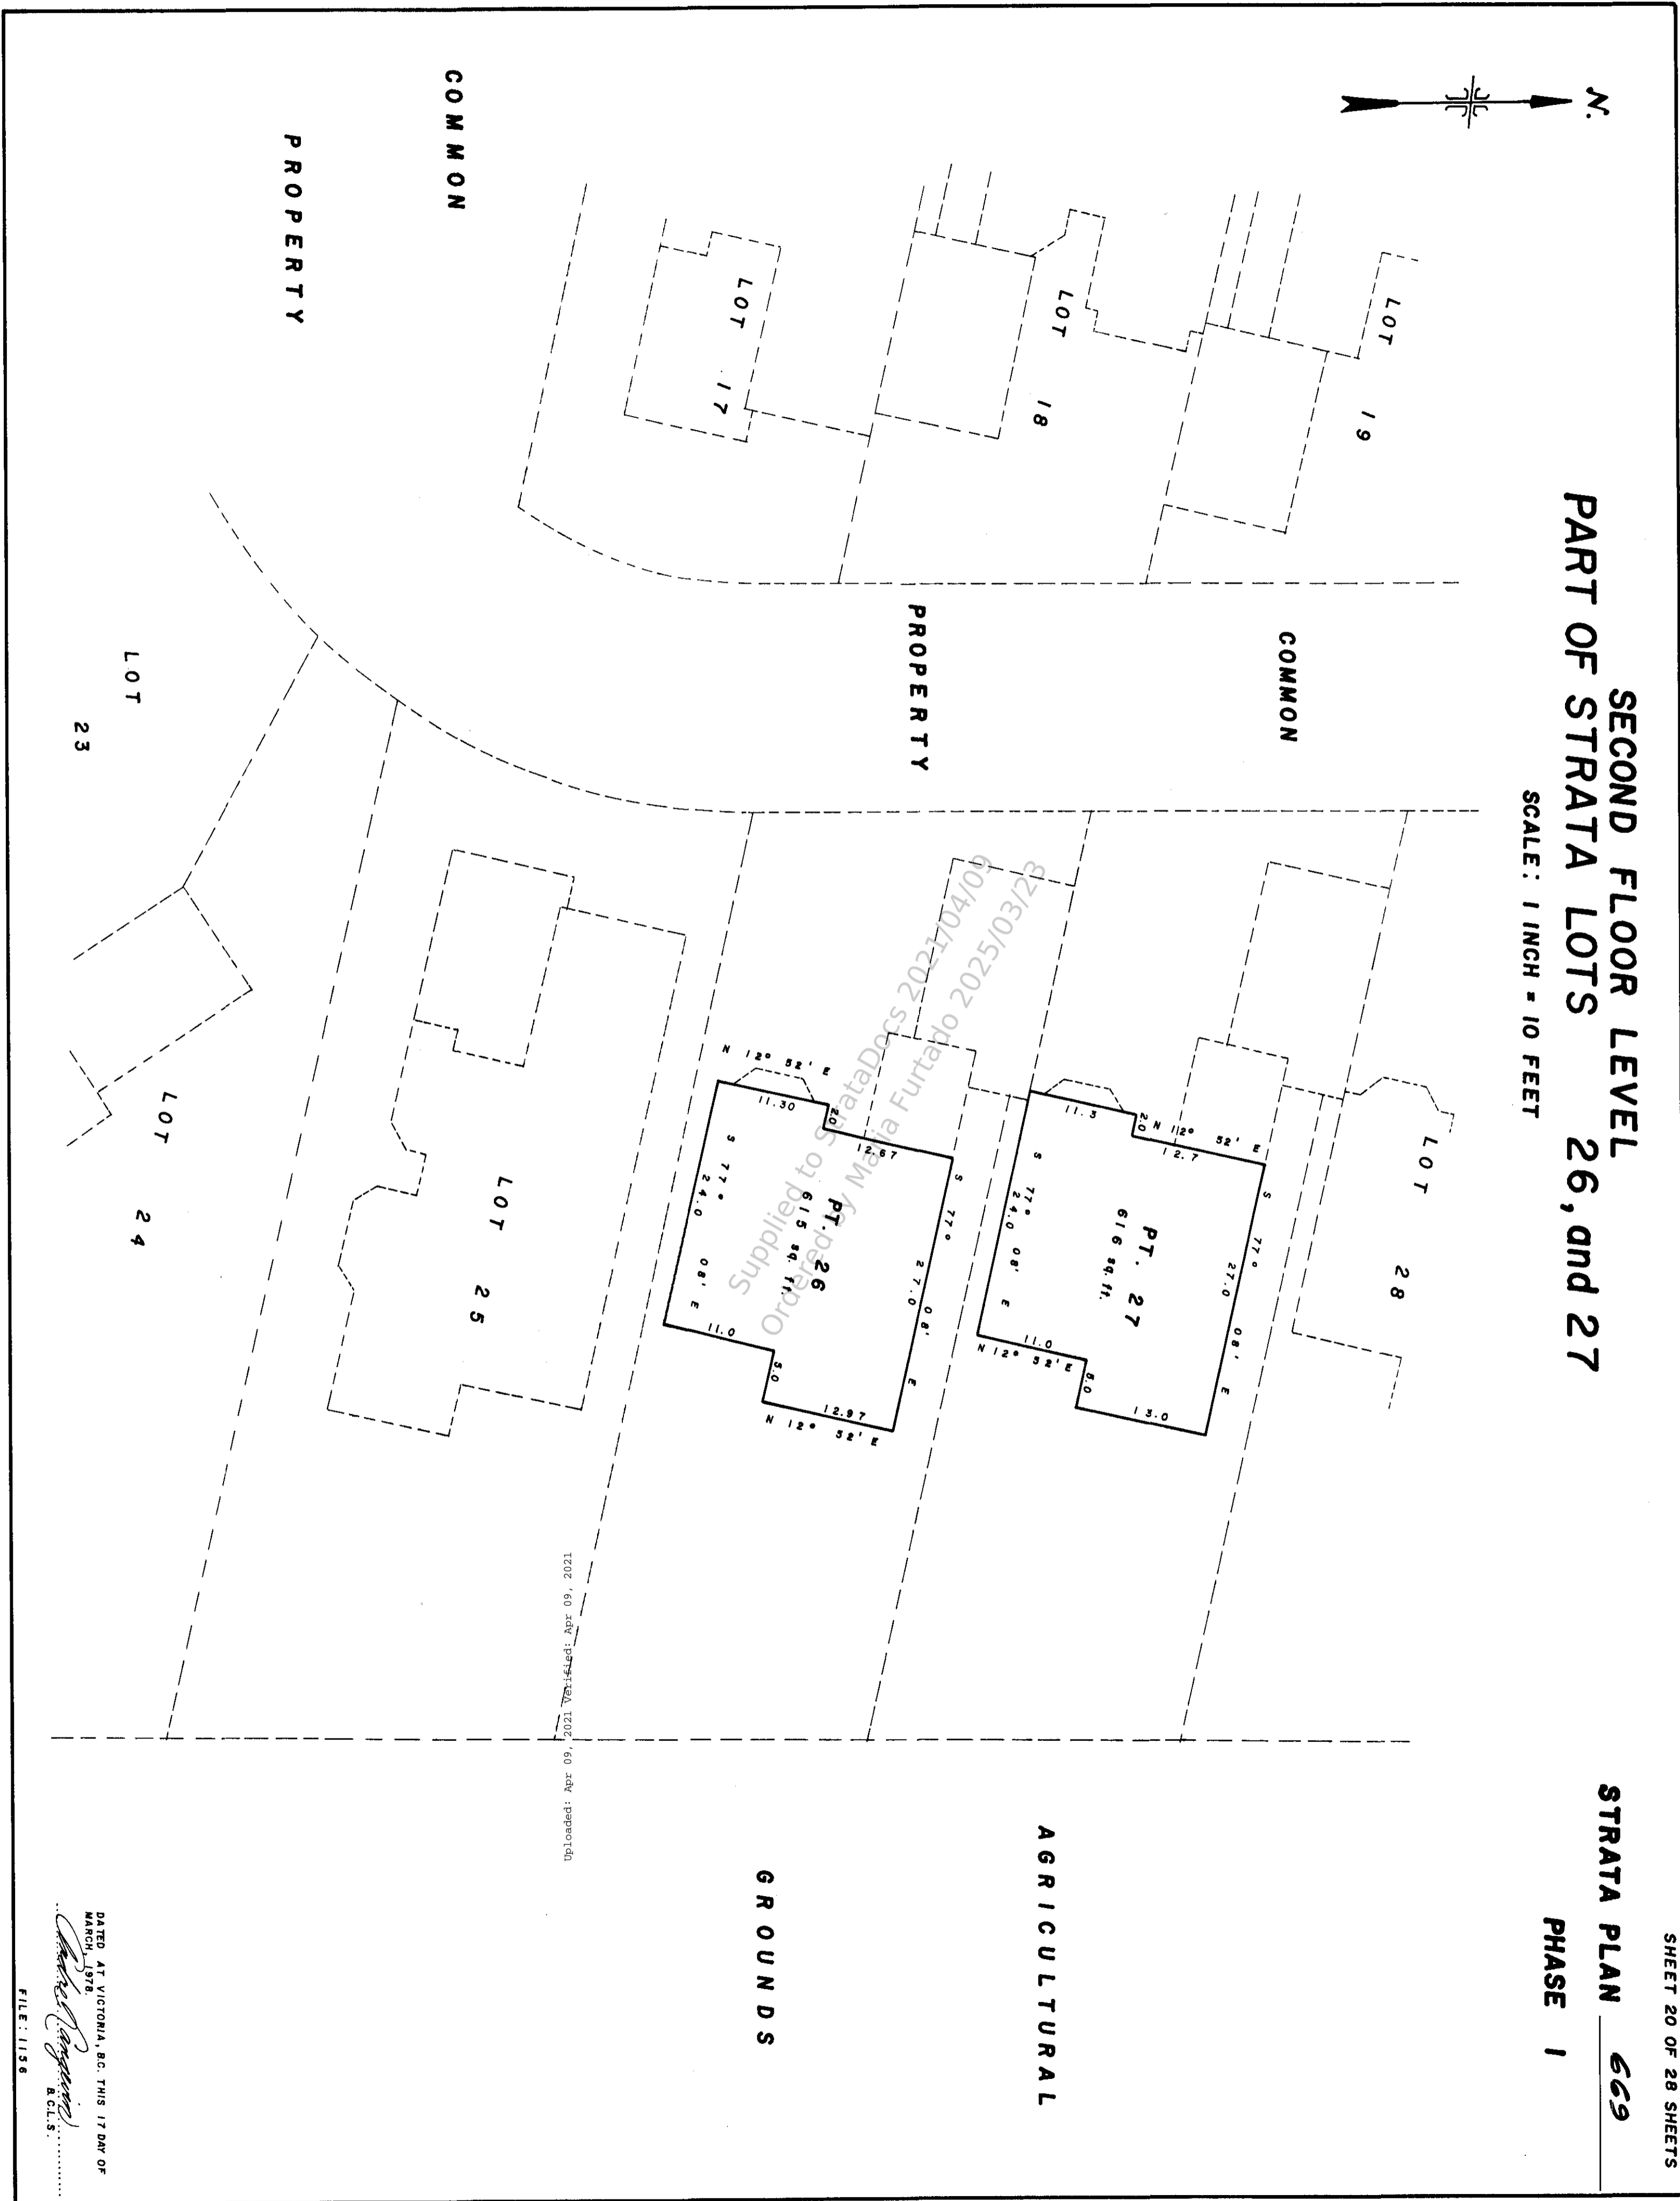 SHEET 20 OF 28 SHEETS
STRATA PLAN 669
PHASE 1
SECOND FLOOR LEVEL
PART OF STRATA LOTS 26, and 27
SCALE: 1 INCH = 10 FEET
N.
LOT 19
LOT 18
LOT 17
COMMON
PROPERTY
COMMON
PROPERTY
LOT 28
N 12° 52' E
11.3
2.0
12.7
S 77° 08' E
27.0
PT. 27
616 sq. ft.
S 77° 08' E
24.0
11.0
N 12° 52' E
5.0
13.0
N 12° 52' E
11.30
2.0
12.67
S 77° 08' E
27.0
PT. 26
615 sq. ft.
S 77° 08' E
24.0
11.0
5.0
12.97
N 12° 52' E
LOT 25
LOT 24
LOT 23
AGRICULTURAL
GROUNDS
Supplied to StrataDocs 2021/04/09
Ordered by Maria Furtado 2025/03/23
Uploaded: Apr 09, 2021 Verified: Apr 09, 2021
DATED AT VICTORIA, B.C. THIS 17 DAY OF
MARCH, 1978.
B.C.L.S.
FILE: 1156